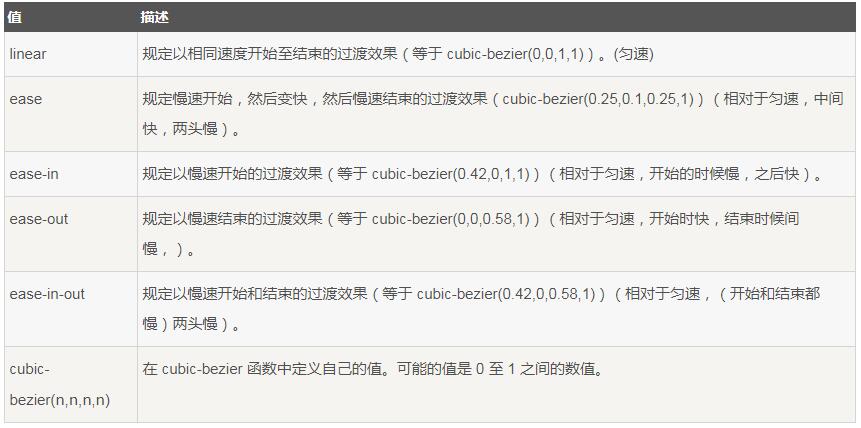 值 描述
linear 规定以相同速度开始至结束的过渡效果（等于 cubic-bezier(0,0,1,1)）。(匀速)
ease 规定慢速开始，然后变快，然后慢速结束的过渡效果（cubic-bezier(0.25,0.1,0.25,1)）（相对于匀速，中间
快，两头慢）。
ease-in 规定以慢速开始的过渡效果（等于 cubic-bezier(0.42,0,1,1)）（相对于匀速，开始的时候慢，之后快）。
ease-out 规定以慢速结束的过渡效果（等于 cubic-bezier(0,0,0.58,1)）（相对于匀速，开始时快，结束时候间
慢，）。
ease-in-out 规定以慢速开始和结束的过渡效果（等于 cubic-bezier(0.42,0,0.58,1)）（相对于匀速，（开始和结束都
慢）两头慢）。
cubic- 在 cubic-bezier 函数中定义自己的值。可能的值是 0 至 1 之间的数值。
bezier(n,n,n,n)